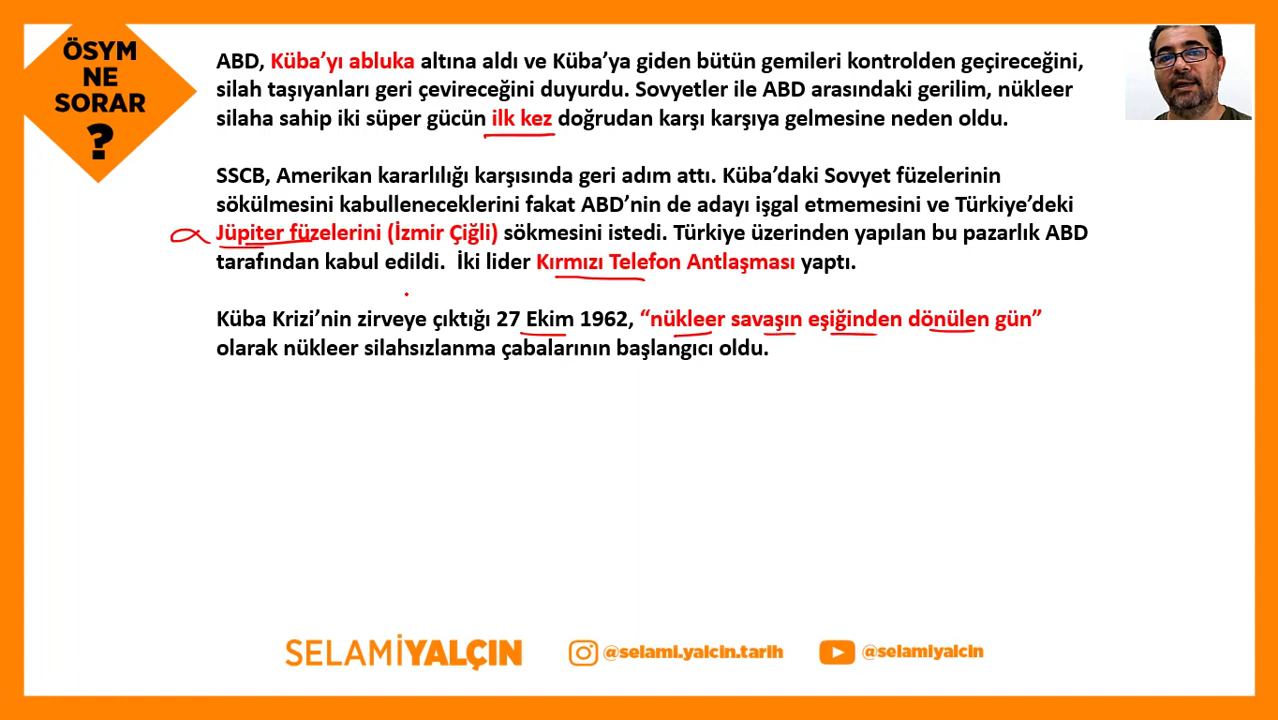 ÖSYM
NE
SORAR
?
ABD, Küba’yı abluka altına aldı ve Küba’ya giden bütün gemileri kontrolden geçireceğini,
silah taşıyanları geri çevireceğini duyurdu. Sovyetler ile ABD arasındaki gerilim, nükleer
silaha sahip iki süper gücün ilk kez doğrudan karşı karşıya gelmesine neden oldu.
SSCB, Amerikan kararlılığı karşısında geri adım attı. Küba’daki Sovyet füzelerinin
sökülmesini kabulleneceklerini fakat ABD’nin de adayı işgal etmemesini ve Türkiye’deki
Jüpiter füzelerini (İzmir Çiğli) sökmesini istedi. Türkiye üzerinden yapılan bu pazarlık ABD
tarafından kabul edildi. İki lider Kırmızı Telefon Antlaşması yaptı.
Küba Krizi’nin zirveye çıktığı 27 Ekim 1962, “nükleer savaşın eşiğinden dönülen gün”
olarak nükleer silahsızlanma çabalarının başlangıcı oldu.
SELAMİYALÇIN @selami.yalcin.tarih @selamiyalcin